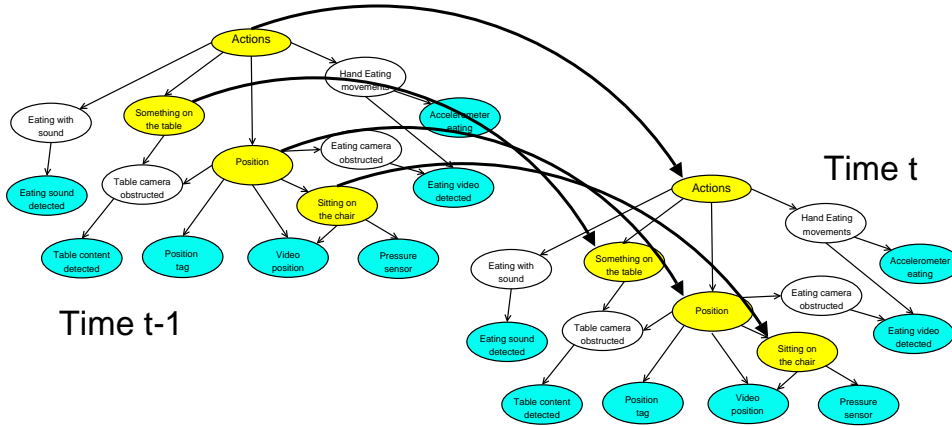 Actions
Hand Eating
movements
Something on
the table
Accelerometer
eating
Eating with
sound
Eating camera
obstructed
Position
Table camera
obstructed
Eating sound
detected
Eating video
detected
Sitting on
the chair
Table content
detected
Position
tag
Video
position
Pressure
sensor
Time t-1
Time t
Actions
Hand Eating
movements
Something on
the table
Accelerometer
eating
Eating with
sound
Eating camera
obstructed
Position
Table camera
obstructed
Eating sound
detected
Eating video
detected
Sitting on
the chair
Table content
detected
Position
tag
Video
position
Pressure
sensor